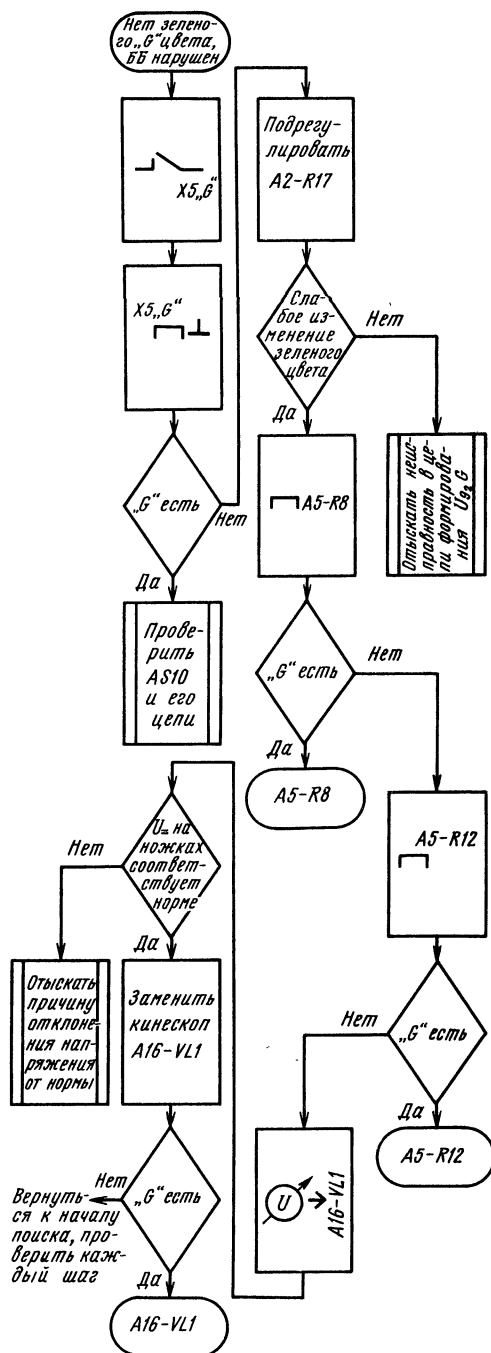 Нет зеленого „G“ цвета,
ББ нарушен
X5„G“
X5„G“
„G“ есть
Нет
Да
Прове-
рить
AS10
и его
цепи
Подрегу-
лировать
A2-R17
Сла-
бое из-
менение
зеленого
цвета
Нет
Да
Отыскать неис-
правность в це-
пи формирова-
ния Ug₂ G
A5-R8
„G“ есть
Нет
Да
A5-R8
A5-R12
„G“ есть
Нет
Да
A5-R12
U
A16-VL1
U= на
ножках
соответ-
ствует
норме
Нет
Да
Отыскать
причину
отклоне-
ния нап-
ряжения
от нормы
Заменить
кинескоп
A16-VL1
„G“ есть
Нет
Вернуть-
ся к началу
поиска, про-
верить каж-
дый шаг
Да
A16-VL1